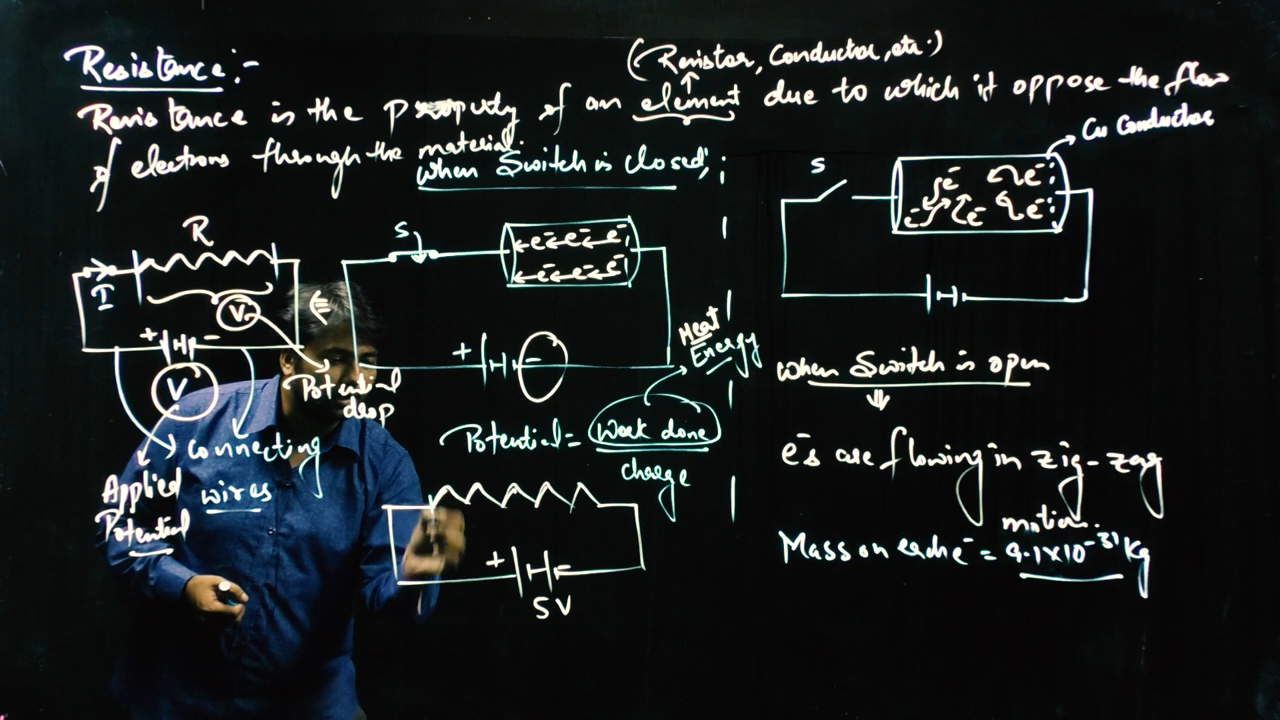 Resistance:-
(Resistor, Conductor, etc.)
Resistance is the property of an element due to which it oppose the flow
of electrons through the material.
when Switch is closed;
Cu Conductor
S
e⁻ e⁻
e⁻ e⁻ e⁻
R
I
V
+ -
V
Potential
drop
Connecting
wires
Applied
Potential
S
e⁻ e⁻ e⁻
e⁻ e⁻ e⁻
+ -
Heat
Energy
Potential = Work done
charge
+
5V
when Switch is open
e⁻s are flowing in zig-zag
motion.
Mass on each e⁻ = 9.1×10⁻³¹ kg